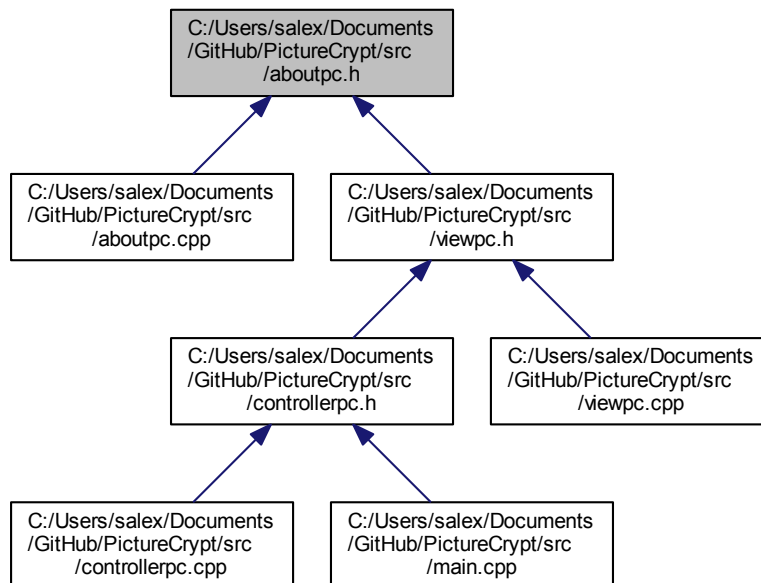 C:/Users/salex/Documents
/GitHub/PictureCrypt/src
/aboutpc.h
C:/Users/salex/Documents
/GitHub/PictureCrypt/src
/aboutpc.cpp
C:/Users/salex/Documents
/GitHub/PictureCrypt/src
/viewpc.h
C:/Users/salex/Documents
/GitHub/PictureCrypt/src
/controllerpc.h
C:/Users/salex/Documents
/GitHub/PictureCrypt/src
/viewpc.cpp
C:/Users/salex/Documents
/GitHub/PictureCrypt/src
/controllerpc.cpp
C:/Users/salex/Documents
/GitHub/PictureCrypt/src
/main.cpp